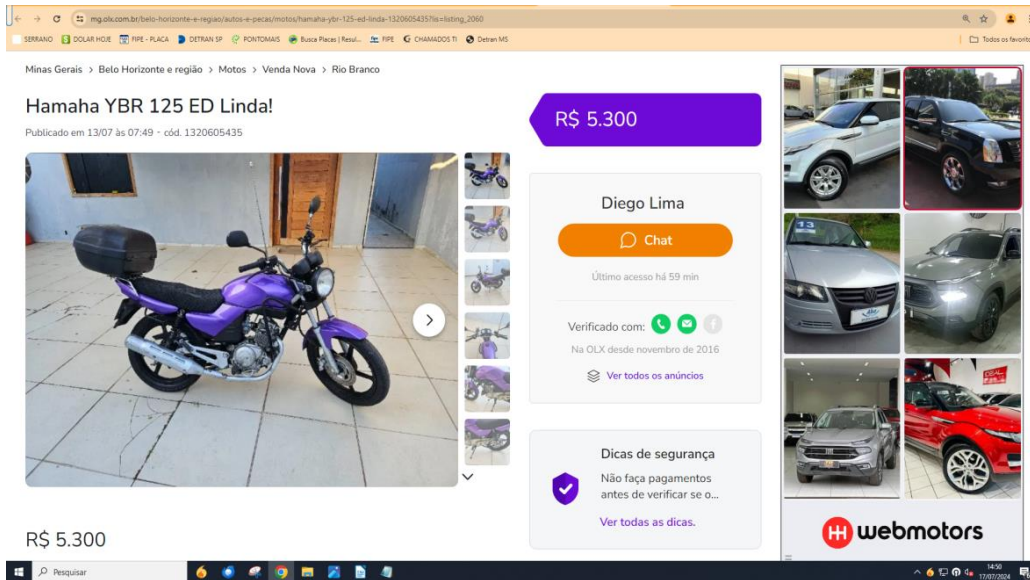 mg.olx.com.br/belo-horizonte-e-regiao/autos-e-pecas/motos/hamaha-ybr-125-ed-linda-1320605435?lis=listing_2060
SERRANO DOLAR HOJE FIPE - PLACA DETRAN SP PONTOMAIS Busca Placas | Resul... FIPE CHAMADOS TI Detran MS
Todos os favorito
Minas Gerais > Belo Horizonte e região > Motos > Venda Nova > Rio Branco
Hamaha YBR 125 ED Linda!
Publicado em 13/07 às 07:49 - cód. 1320605435
R$ 5.300
Diego Lima
Chat
Último acesso há 59 min
Verificado com:
Na OLX desde novembro de 2016
Ver todos os anúncios
Dicas de segurança
Não faça pagamentos
antes de verificar se o...
Ver todas as dicas.
13
webmotors
R$ 5.300
Pesquisar
14:50
17/07/2024